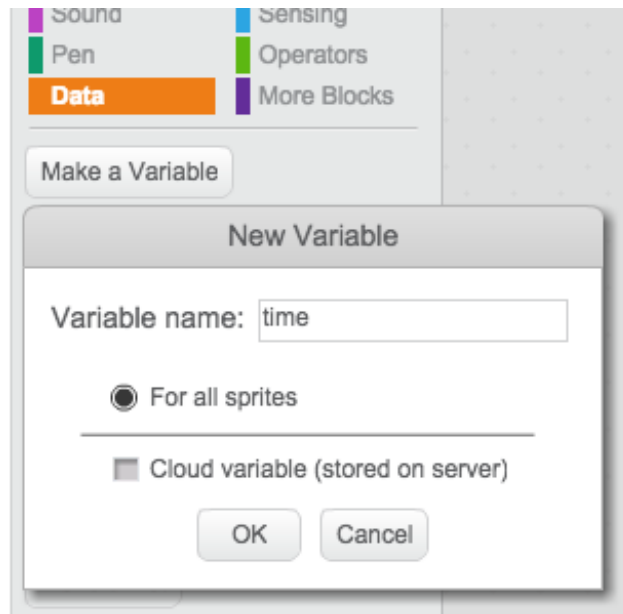 Sound
Sensing
Pen
Operators
Data
More Blocks
Make a Variable
New Variable
Variable name: time
For all sprites
Cloud variable (stored on server)
OK
Cancel